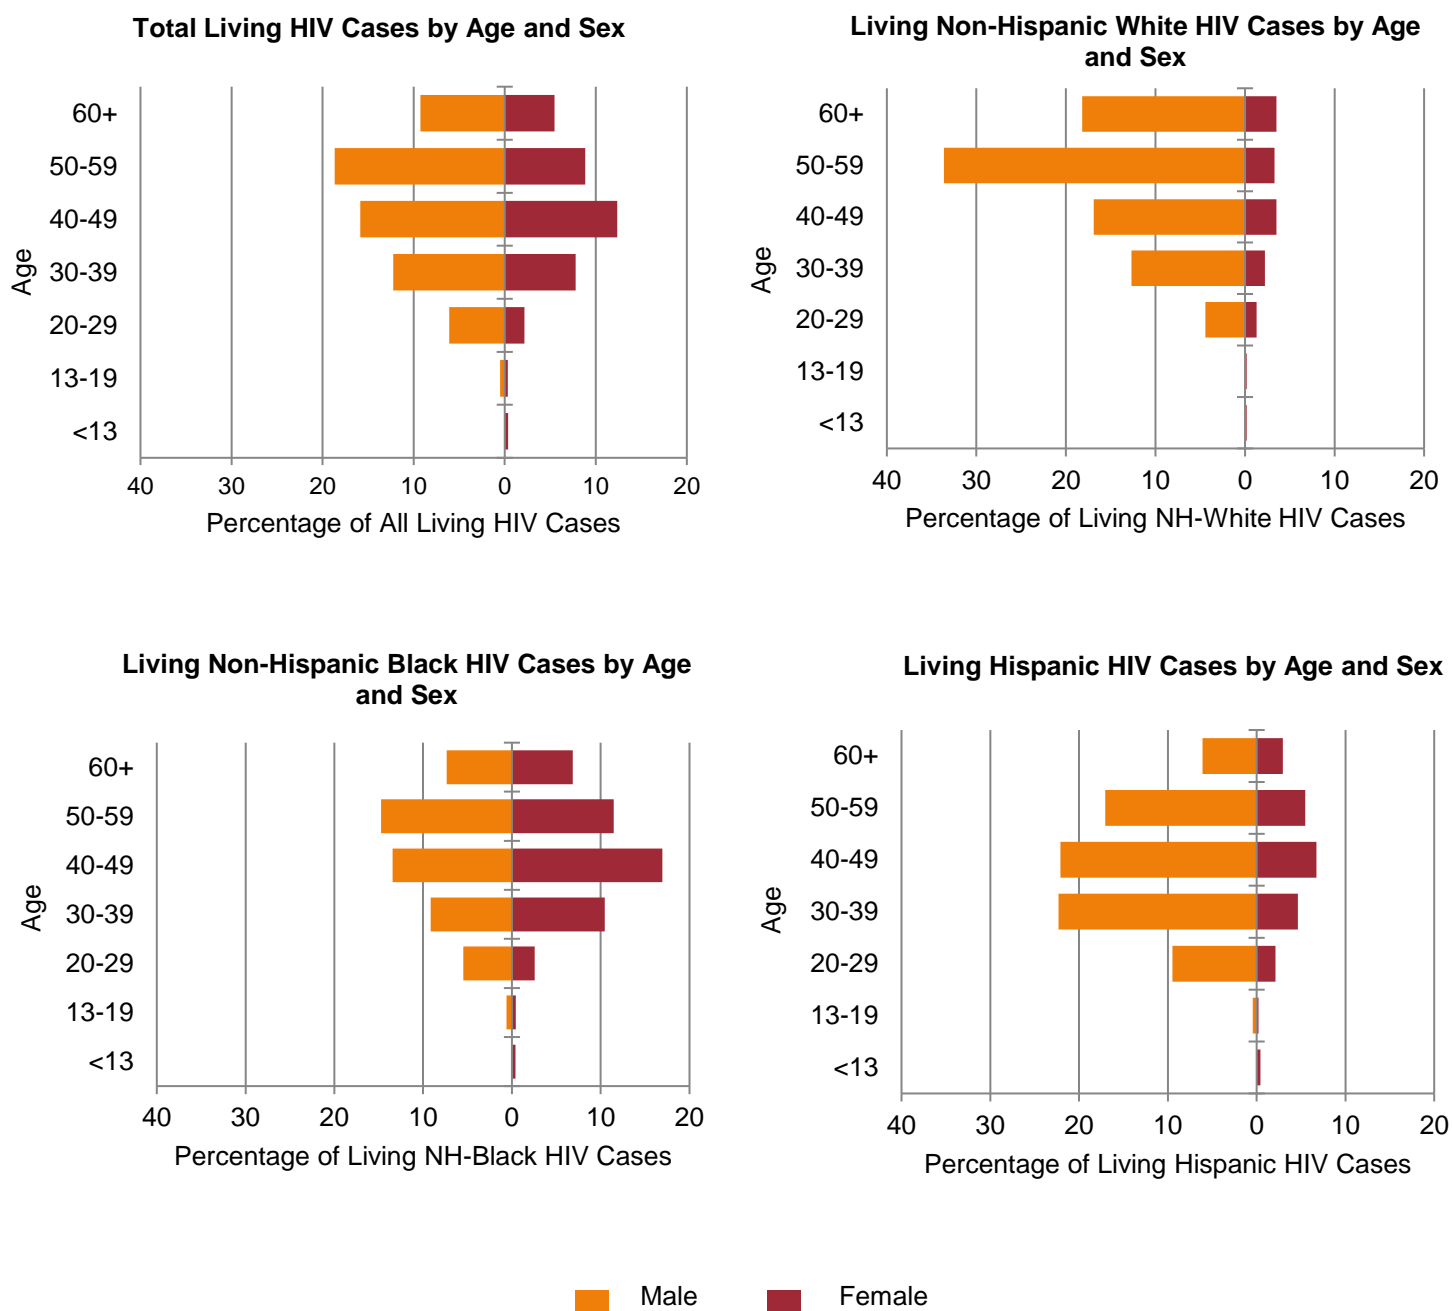 Total Living HIV Cases by Age and Sex
60+
50-59
40-49
30-39
20-29
13-19
<13
Age
40 30 20 10 0 10 20
Percentage of All Living HIV Cases
Living Non-Hispanic White HIV Cases by Age
and Sex
60+
50-59
40-49
30-39
20-29
13-19
<13
Age
40 30 20 10 0 10 20
Percentage of Living NH-White HIV Cases
Living Non-Hispanic Black HIV Cases by Age
and Sex
60+
50-59
40-49
30-39
20-29
13-19
<13
Age
40 30 20 10 0 10 20
Percentage of Living NH-Black HIV Cases
Living Hispanic HIV Cases by Age and Sex
60+
50-59
40-49
30-39
20-29
13-19
<13
Age
40 30 20 10 0 10 20
Percentage of Living Hispanic HIV Cases
Male Female